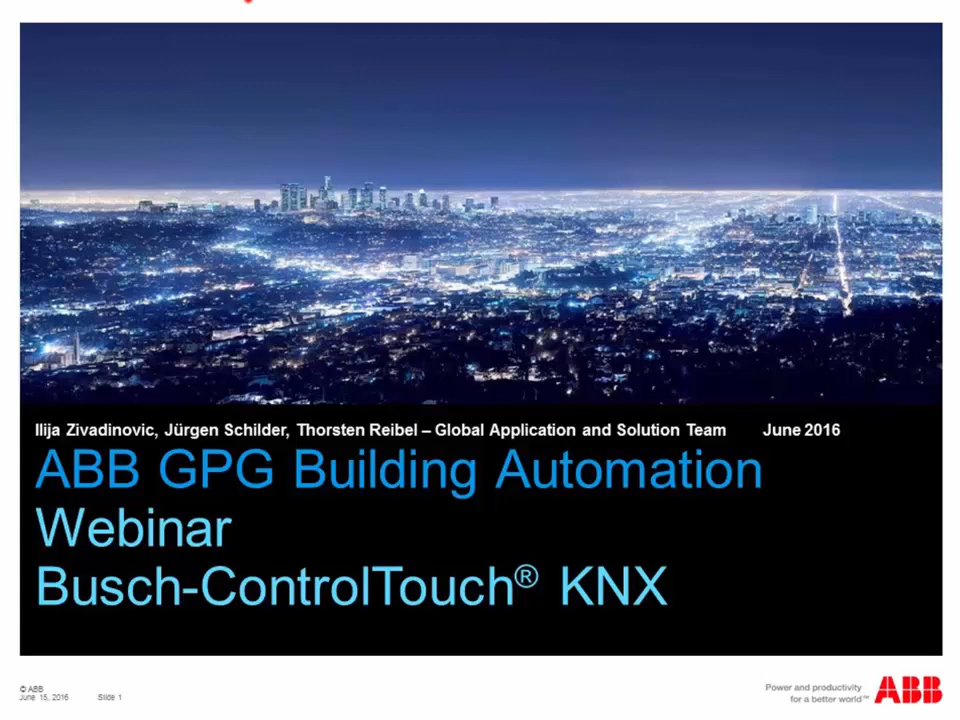 Ilija Zivadinovic, Jürgen Schilder, Thorsten Reibel – Global Application and Solution Team June 2016
ABB GPG Building Automation
Webinar
Busch-ControlTouch® KNX
© ABB
June 15, 2016 Slide 1
Power and productivity
for a better world™
ABB